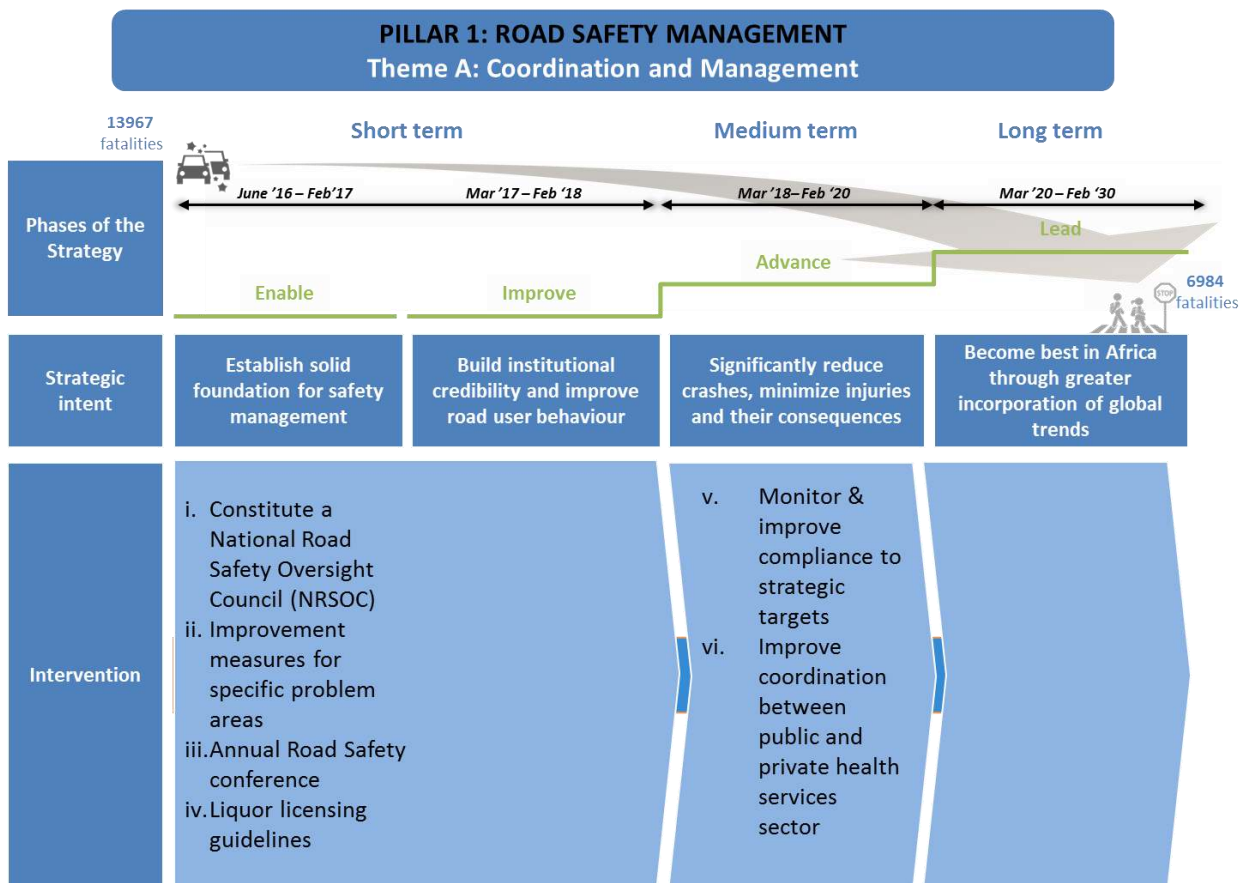 PILLAR 1: ROAD SAFETY MANAGEMENT
Theme A: Coordination and Management
13967
fatalities
Short term
Medium term
Long term
Phases of the
Strategy
June '16 – Feb'17
Mar '17 – Feb '18
Mar '18– Feb '20
Mar '20 – Feb '30
Enable
Improve
Advance
Lead
STOP
6984
fatalities
Strategic
intent
Establish solid
foundation for safety
management
Build institutional
credibility and improve
road user behaviour
Significantly reduce
crashes, minimize injuries
and their consequences
Become best in Africa
through greater
incorporation of global
trends
Intervention
i. Constitute a
National Road
Safety Oversight
Council (NRSOC)
ii. Improvement
measures for
specific problem
areas
iii.Annual Road Safety
conference
iv.Liquor licensing
guidelines
v. Monitor &
improve
compliance to
strategic
targets
vi. Improve
coordination
between
public and
private health
services
sector